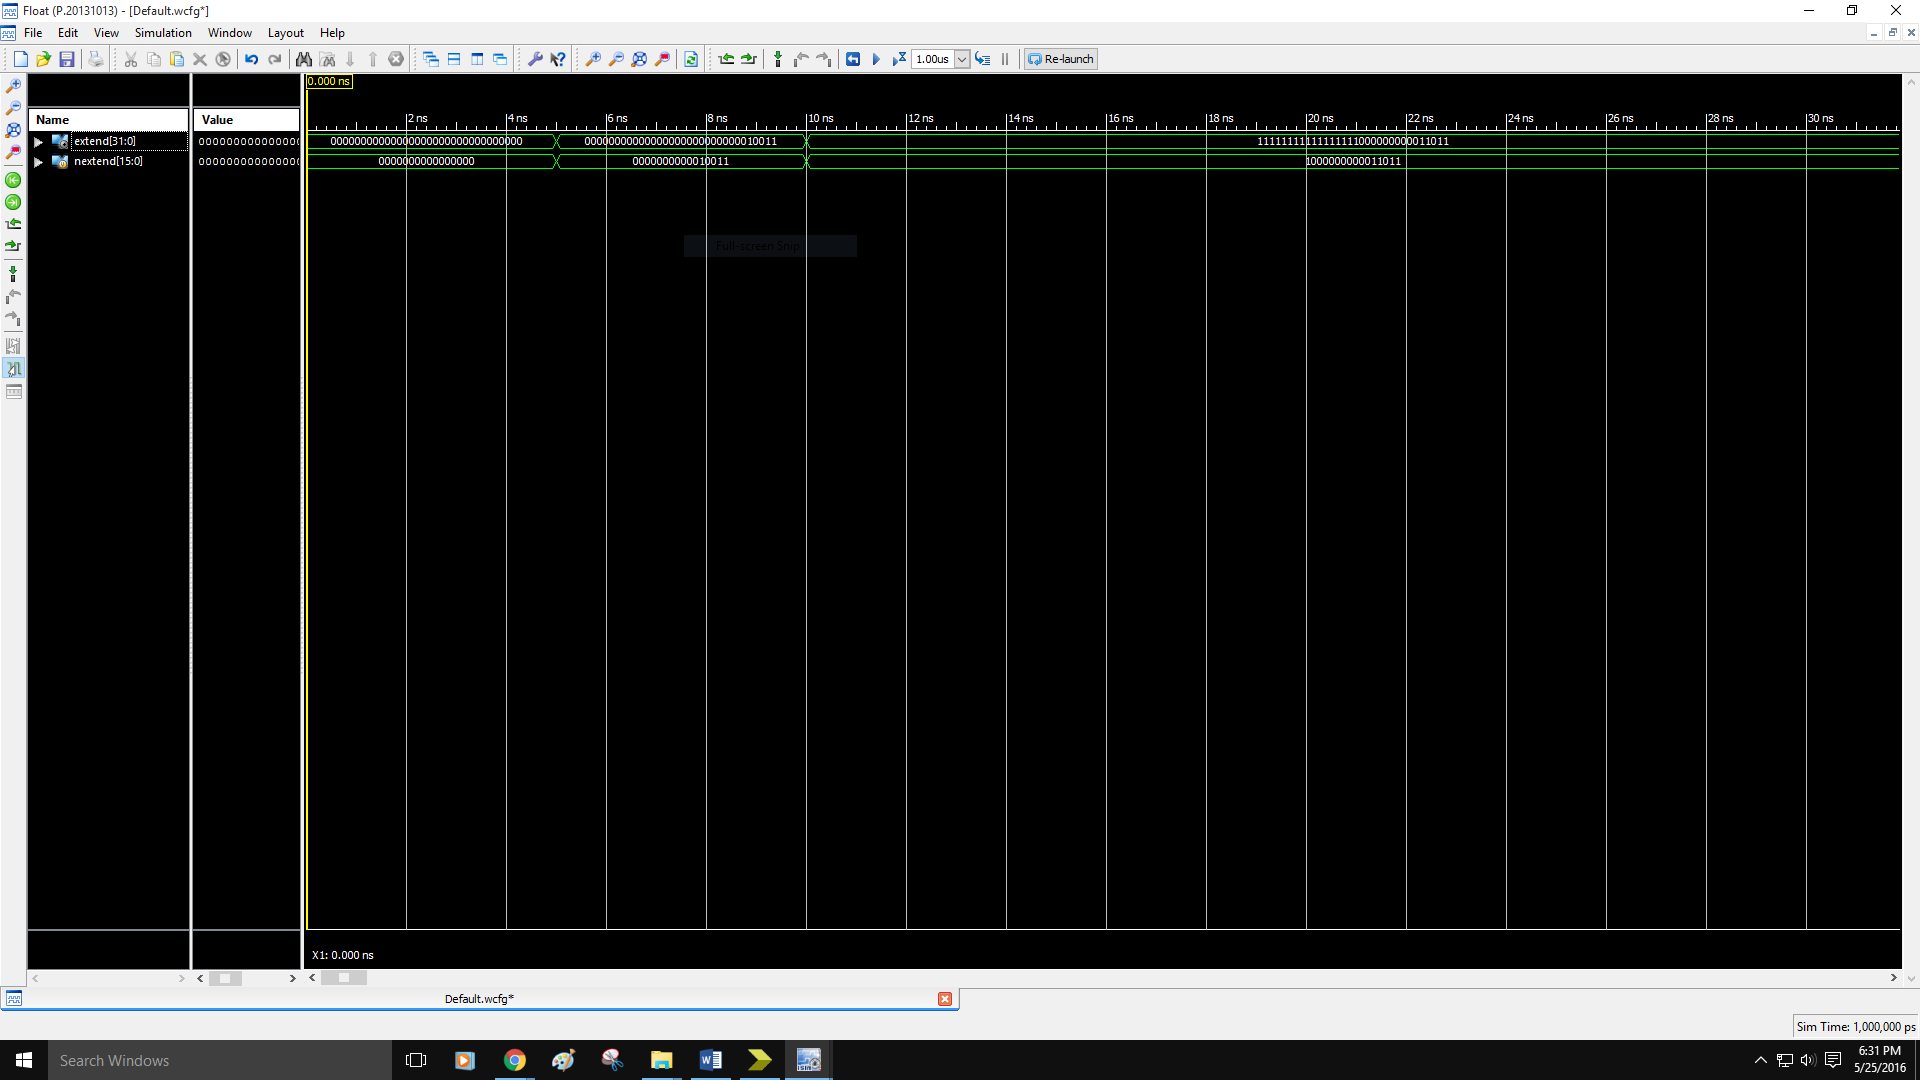 Float (P.20131013) - [Default.wcfg*]
File Edit View Simulation Window Layout Help
1.00us Re-launch
0.000 ns
Name Value
2 ns 4 ns 6 ns 8 ns 10 ns 12 ns 14 ns 16 ns 18 ns 20 ns 22 ns 24 ns 26 ns 28 ns 30 ns
extend[31:0] 00000000000000000000000000000000 00000000000000000000000000010011 11111111111111111000000000011011
nextend[15:0] 0000000000000000 0000000000010011 1000000000011011
Full-screen Snip
X1: 0.000 ns
Default.wcfg*
Sim Time: 1,000,000 ps
Search Windows
6:31 PM
5/25/2016